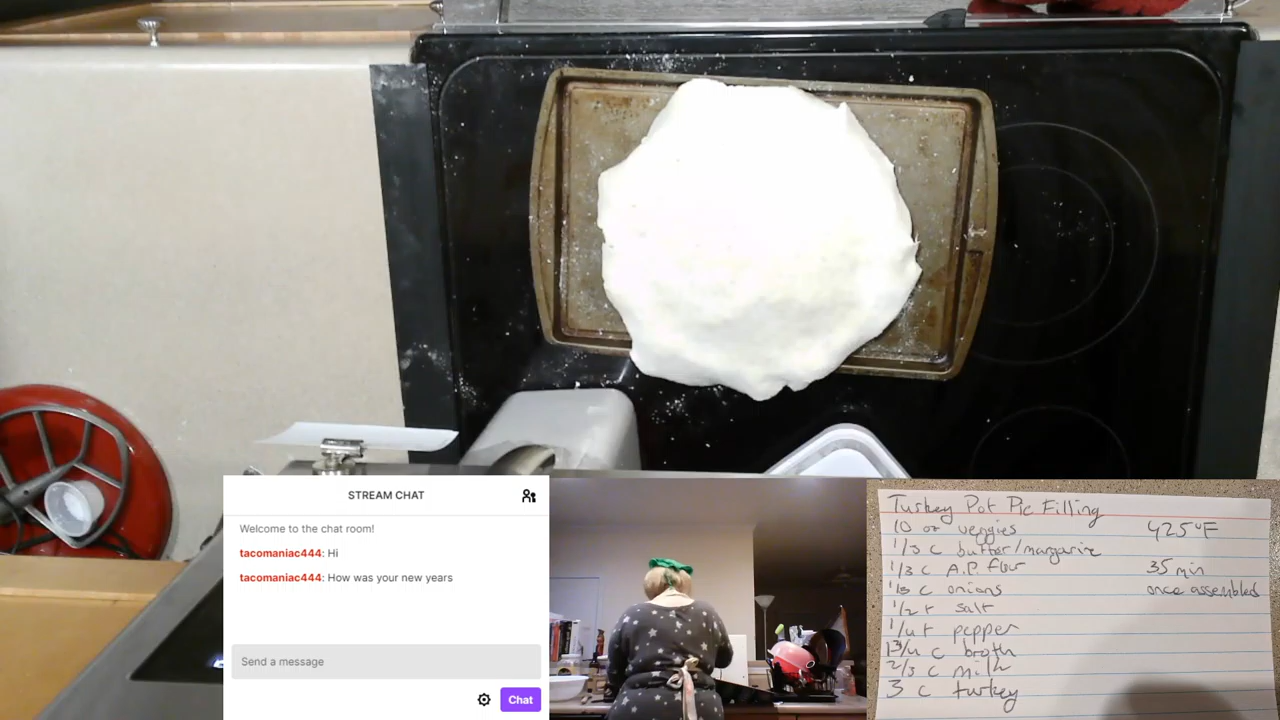 STREAM CHAT
Welcome to the chat room!
tacomaniac444: Hi
tacomaniac444: How was your new years
Send a message
Chat
Turkey Pot Pie Filling
10 oz veggies 425°F
1/3 c butter/margarine
1/3 c A.P. flour 35 min
1/3 c onions once assembled
1/2 t salt
1/4 t pepper
1 3/4 c broth
2/3 c milk
3 c turkey